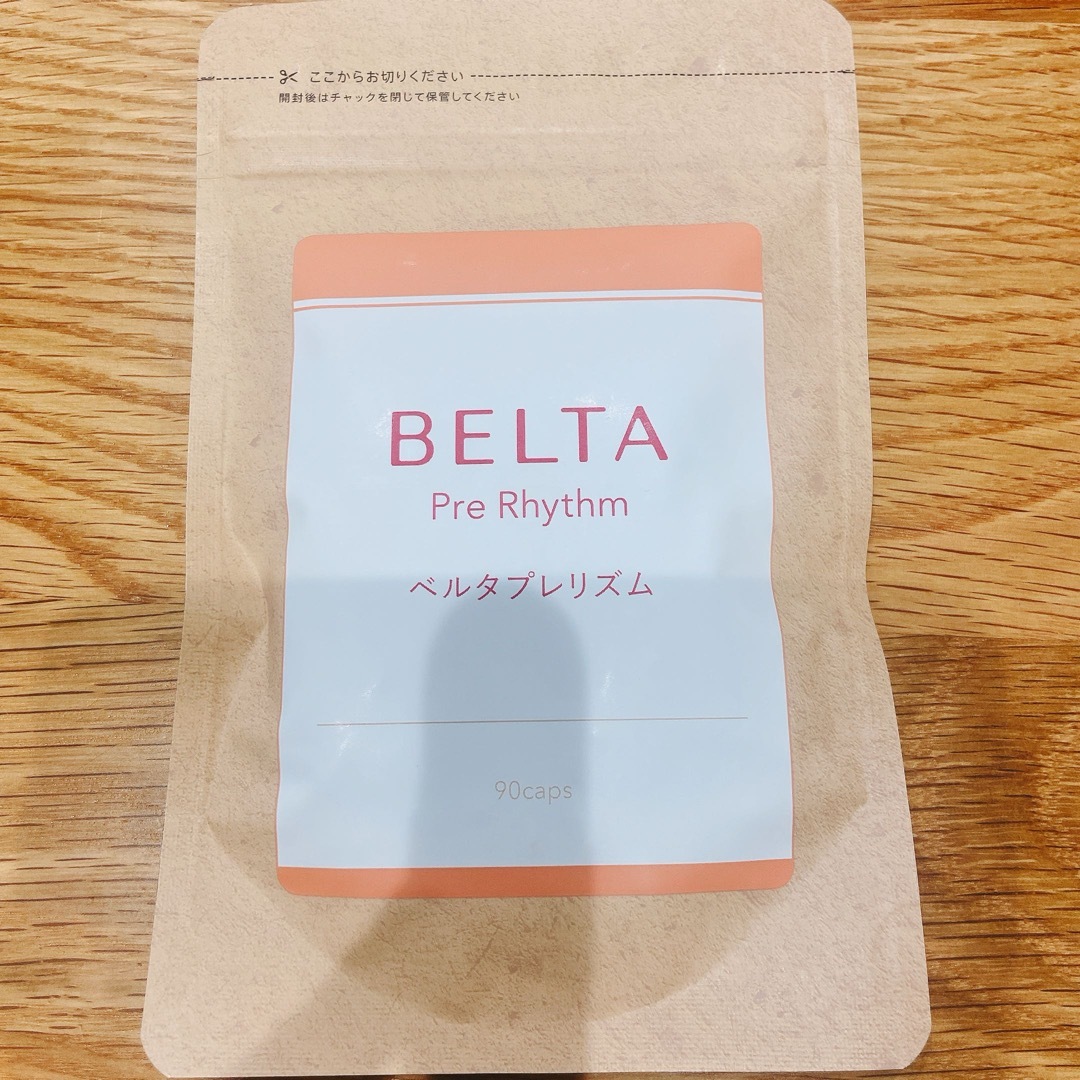 ここからお切りください
開封後はチャックを閉じて保管してください
BELTA
Pre Rhythm
ベルタプレリズム
90caps